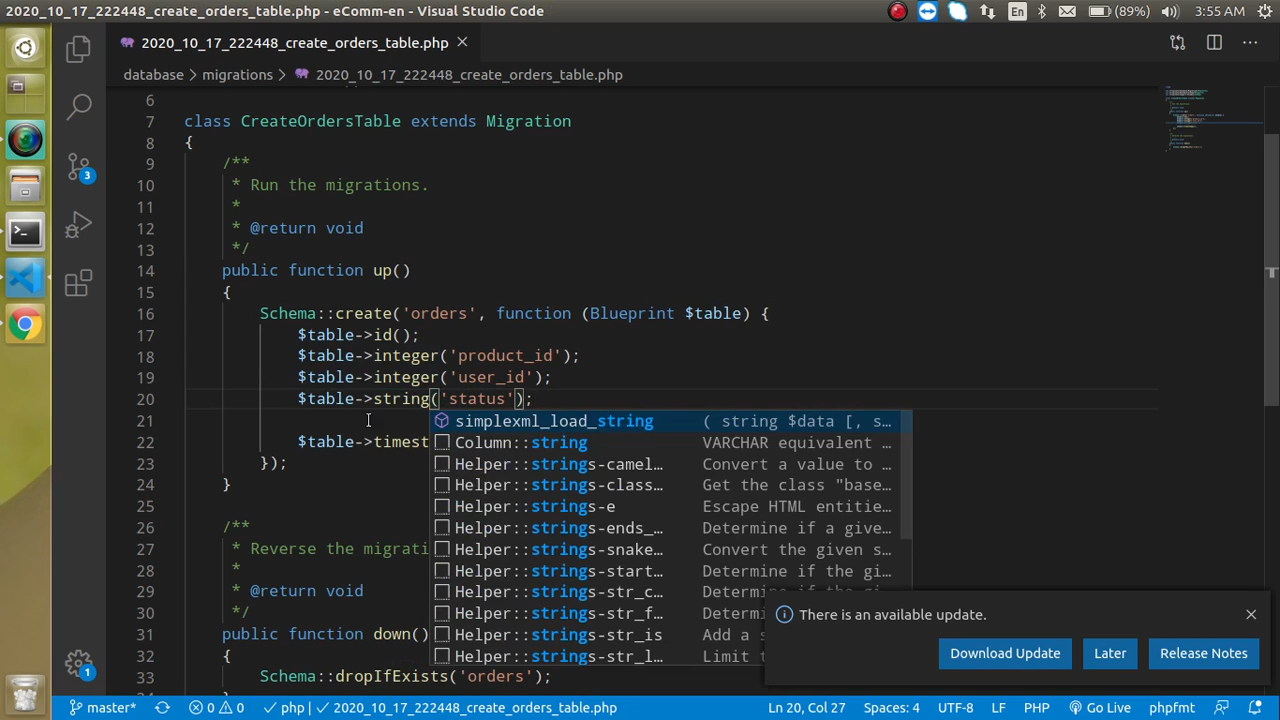 2020_10_17_222448_create_orders_table.php - eComm-en - Visual Studio Code
En
(89%)
3:55 AM
2020_10_17_222448_create_orders_table.php
database > migrations > 2020_10_17_222448_create_orders_table.php
6
7 class CreateOrdersTable extends Migration
8 {
9 /**
10 * Run the migrations.
11 *
12 * @return void
13 */
14 public function up()
15 {
16 Schema::create('orders', function (Blueprint $table) {
17 $table->id();
18 $table->integer('product_id');
19 $table->integer('user_id');
20 $table->string('status');
21
22 $table->timest
23 });
24 }
25
26 /**
27 * Reverse the migrati
28 *
29 * @return void
30 */
31 public function down()
32 {
33 Schema::dropIfExists('orders');
simplexml_load_string ( string $data [, s...
Column::string VARCHAR equivalent ...
Helper::strings-camel... Convert a value to ...
Helper::strings-class... Get the class "base...
Helper::strings-e Escape HTML entitie...
Helper::strings-ends_... Determine if a give...
Helper::strings-snake... Convert the given s...
Helper::strings-start... Determine if the gi...
Helper::strings-str_c... Determine if the gi...
Helper::strings-str_f... Determi
Helper::strings-str_is Add a s
Helper::strings-str_l... Limit t
There is an available update.
Download Update
Later
Release Notes
3
1
master*
0
0
php
2020_10_17_222448_create_orders_table.php
Ln 20, Col 27
Spaces: 4
UTF-8
LF
PHP
Go Live
phpfmt